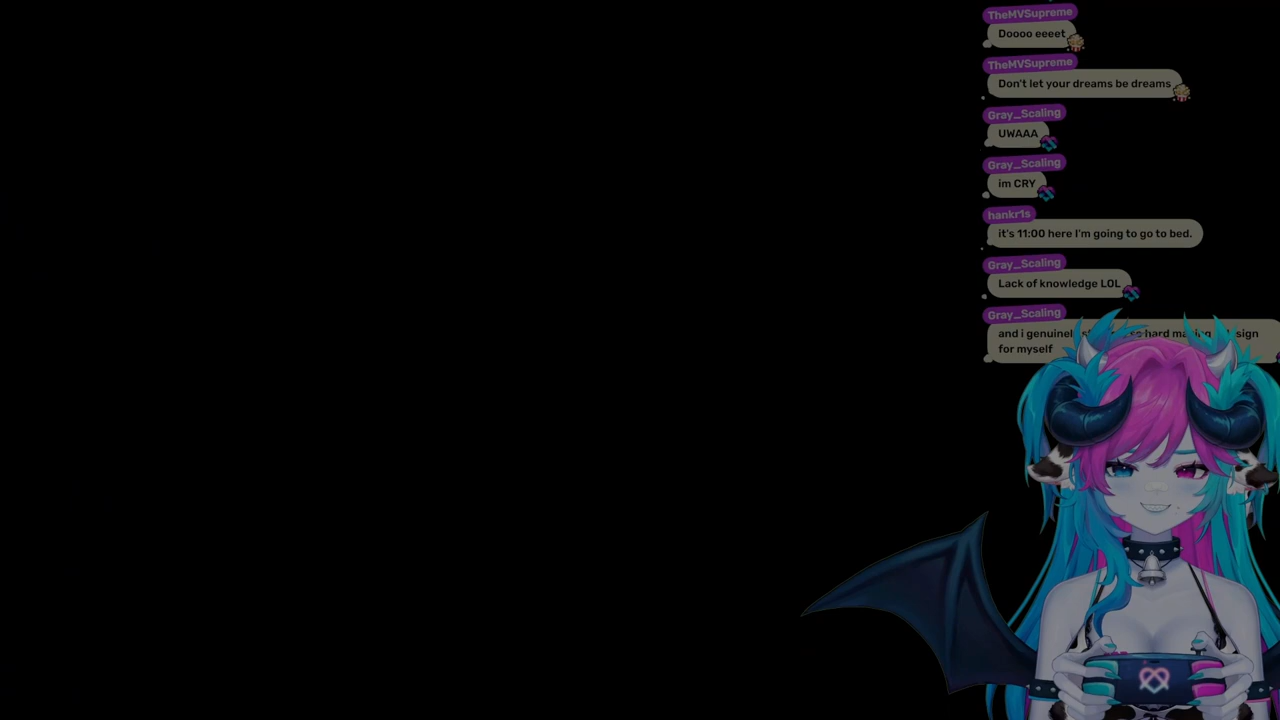 TheMVSupreme
Doooo eeeet
TheMVSupreme
Don't let your dreams be dreams
Gray_Scaling
UWAAA
Gray_Scaling
im CRY
hankr1s
it's 11:00 here I'm going to go to bed.
Gray_Scaling
Lack of knowledge LOL
Gray_Scaling
and i hard
for myself